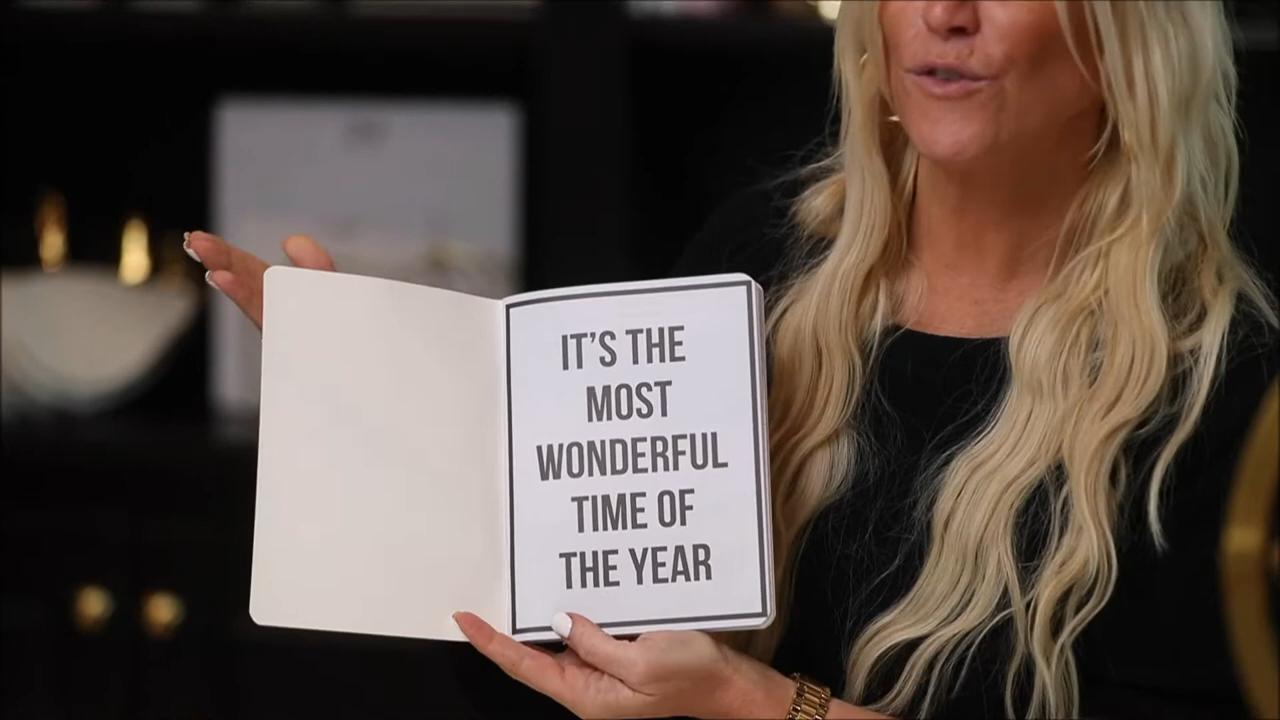 IT'S THE
MOST
WONDERFUL
TIME OF
THE YEAR